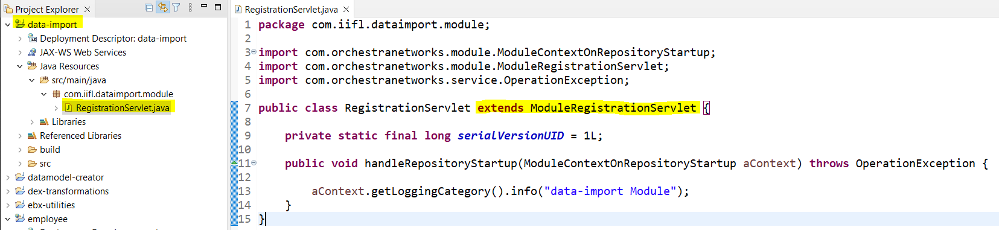 Project Explorer
data-import
Deployment Descriptor: data-import
JAX-WS Web Services
Java Resources
src/main/java
com.iifl.dataimport.module
RegistrationServlet.java
Libraries
Referenced Libraries
build
src
datamodel-creator
dex-transformations
ebx-utilities
employee
RegistrationServlet.java
1 package com.iifl.dataimport.module;
2
3 import com.orchestranetworks.module.ModuleContextOnRepositoryStartup;
4 import com.orchestranetworks.module.ModuleRegistrationServlet;
5 import com.orchestranetworks.service.OperationException;
6
7 public class RegistrationServlet extends ModuleRegistrationServlet {
8
9 private static final long serialVersionUID = 1L;
10
11 public void handleRepositoryStartup(ModuleContextOnRepositoryStartup aContext) throws OperationException {
12
13 aContext.getLoggingCategory().info("data-import Module");
14 }
15 }